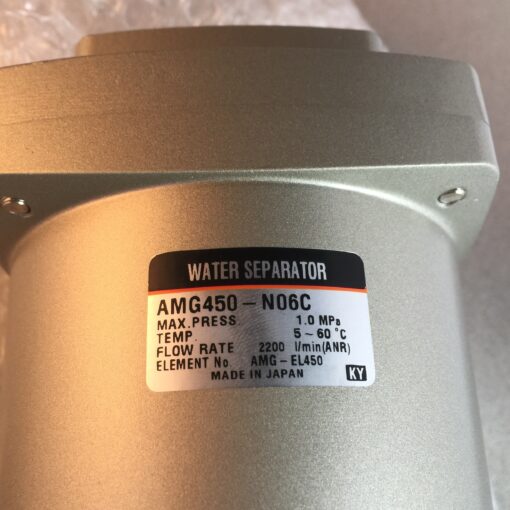 WATER SEPARATOR
AMG450-N06C
MAX.PRESS 1.0 MPa
TEMP. 5~60 °C
FLOW RATE 2200 l/min(ANR)
ELEMENT No. AMG-EL450
MADE IN JAPAN KY